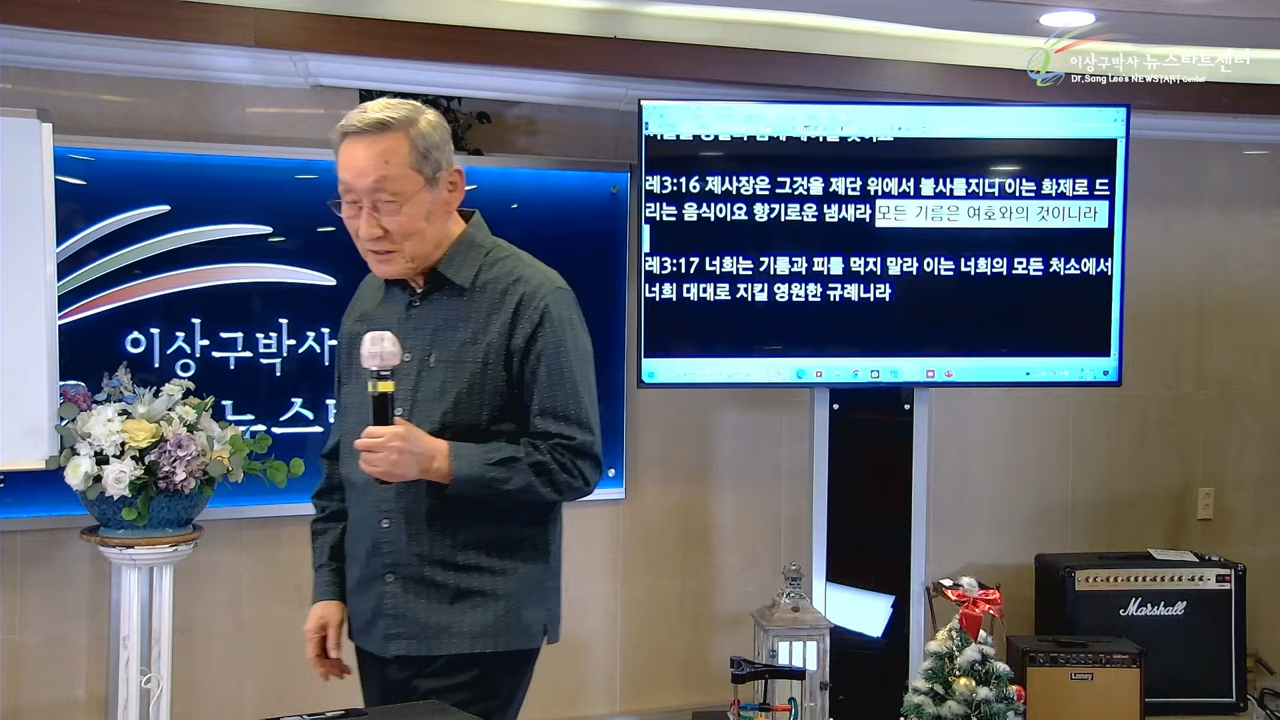 이상구박사 뉴스타트센터
Dr.Sang Lee's NEWSTART Center
레3:16 제사장은 그것을 제단 위에서 불사를지니 이는 화제로 드
리는 음식이요 향기로운 냄새라 모든 기름은 여호와의 것이니라
레3:17 너희는 기름과 피를 먹지 말라 이는 너희의 모든 처소에서
너희 대대로 지킬 영원한 규례니라
이상구박사
뉴스타
Marshall
Laney